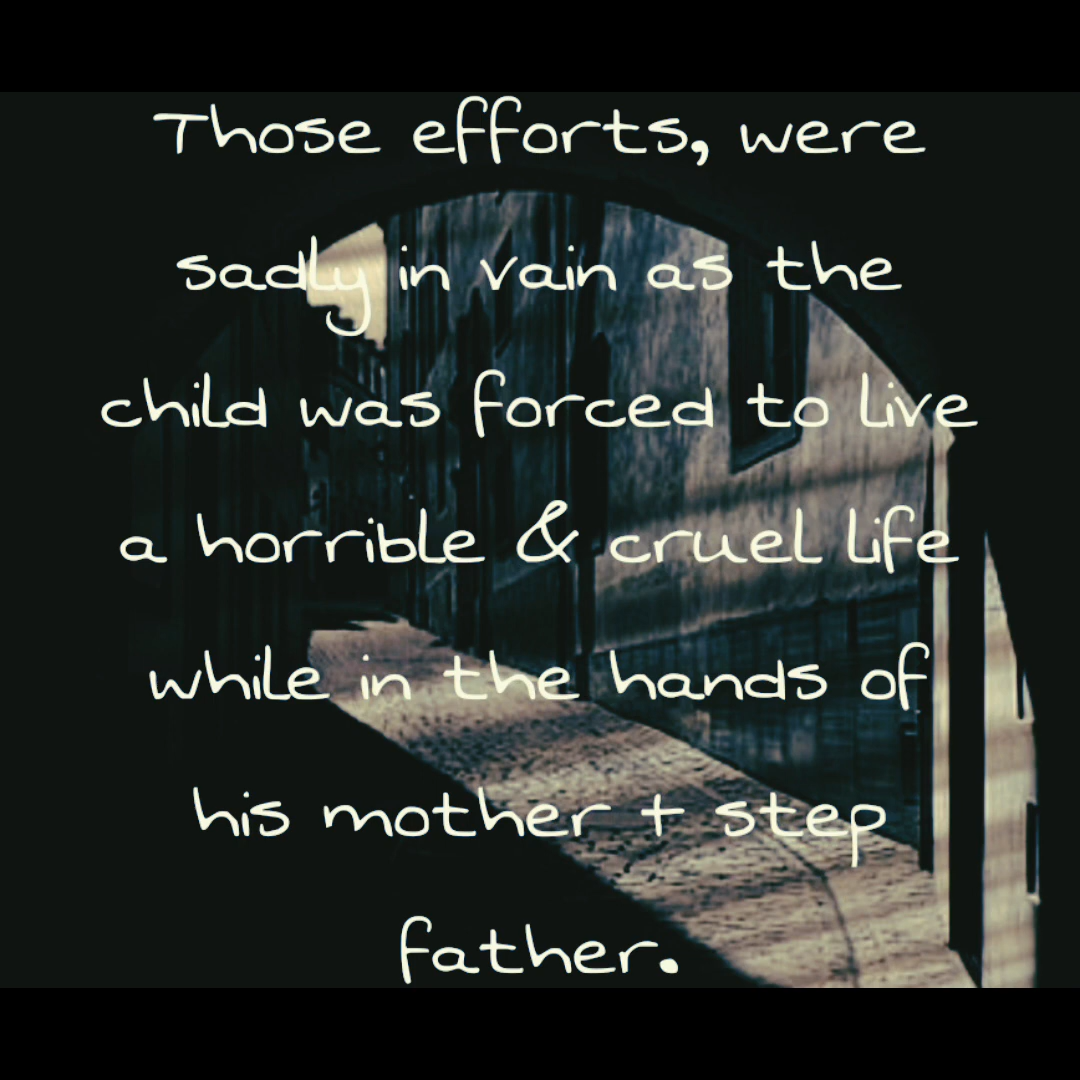 Those efforts, were
sadly in vain as the
child was forced to live
a horrible & cruel life
while in the hands of
his mother + step
father.